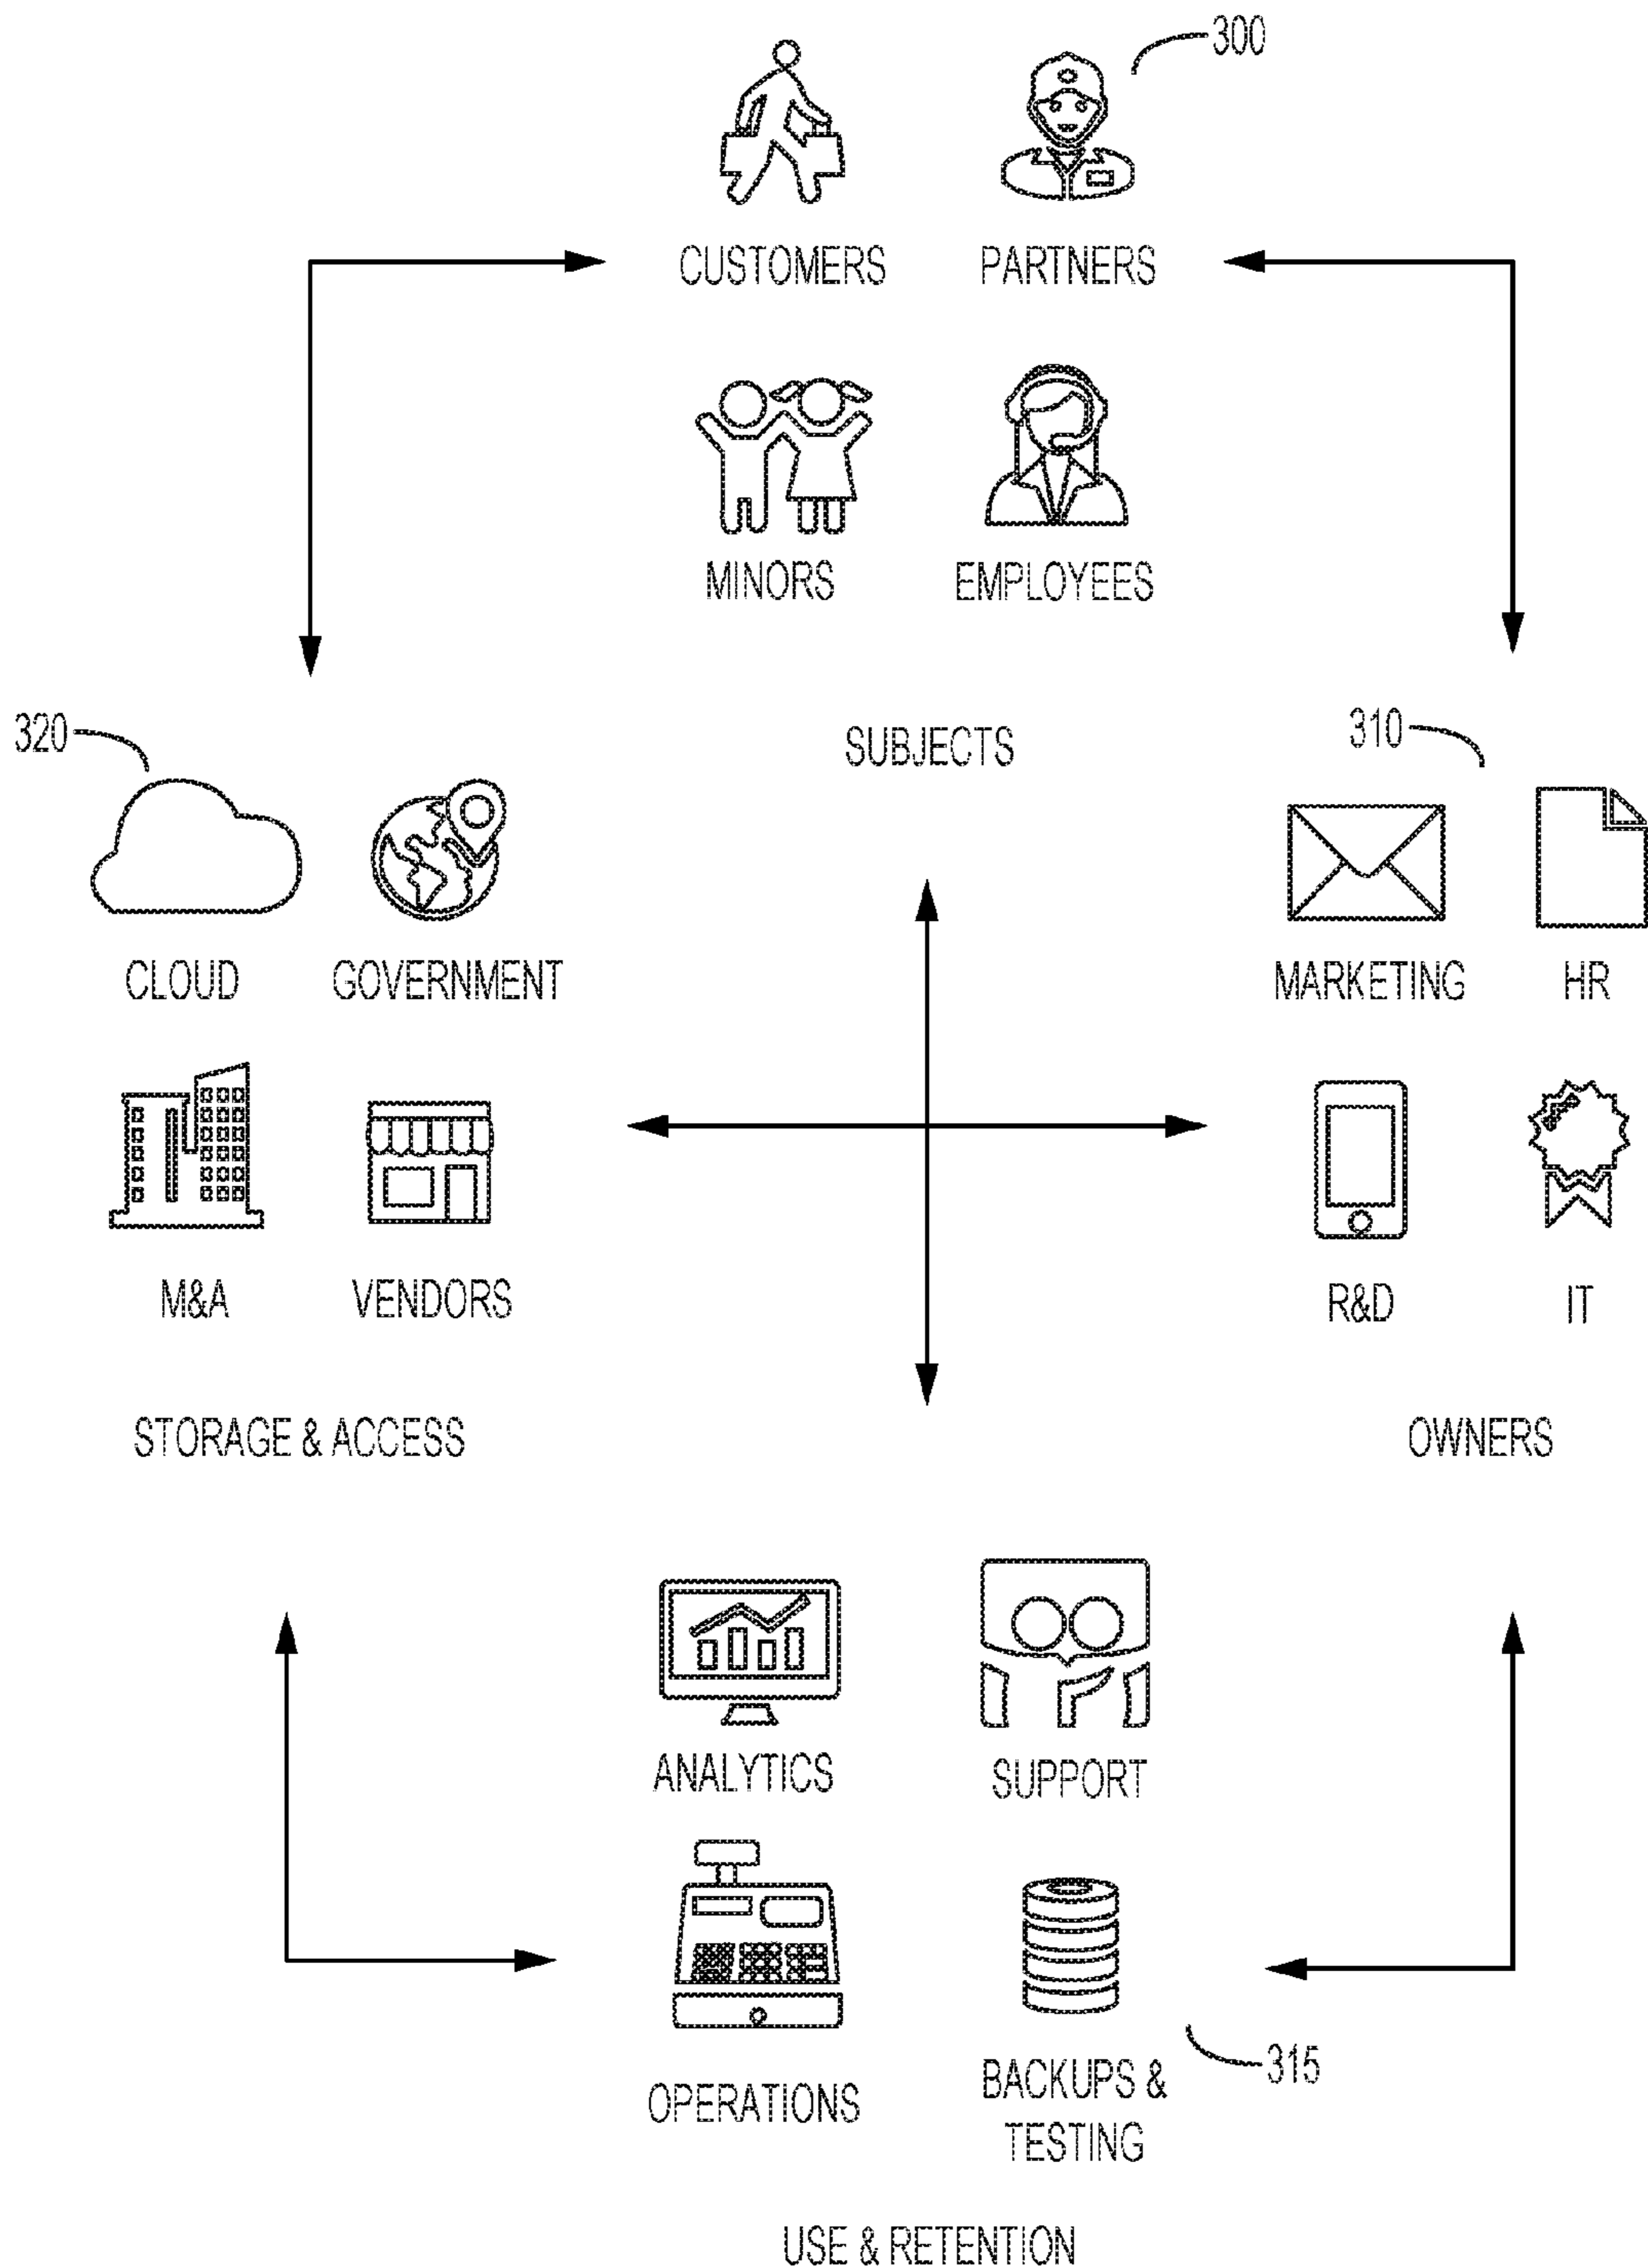 300
CUSTOMERS PARTNERS
MINORS EMPLOYEES
SUBJECTS
320
CLOUD GOVERNMENT
M&A VENDORS
STORAGE & ACCESS
310
MARKETING HR
R&D IT
OWNERS
ANALYTICS SUPPORT
OPERATIONS BACKUPS &
TESTING
315
USE & RETENTION